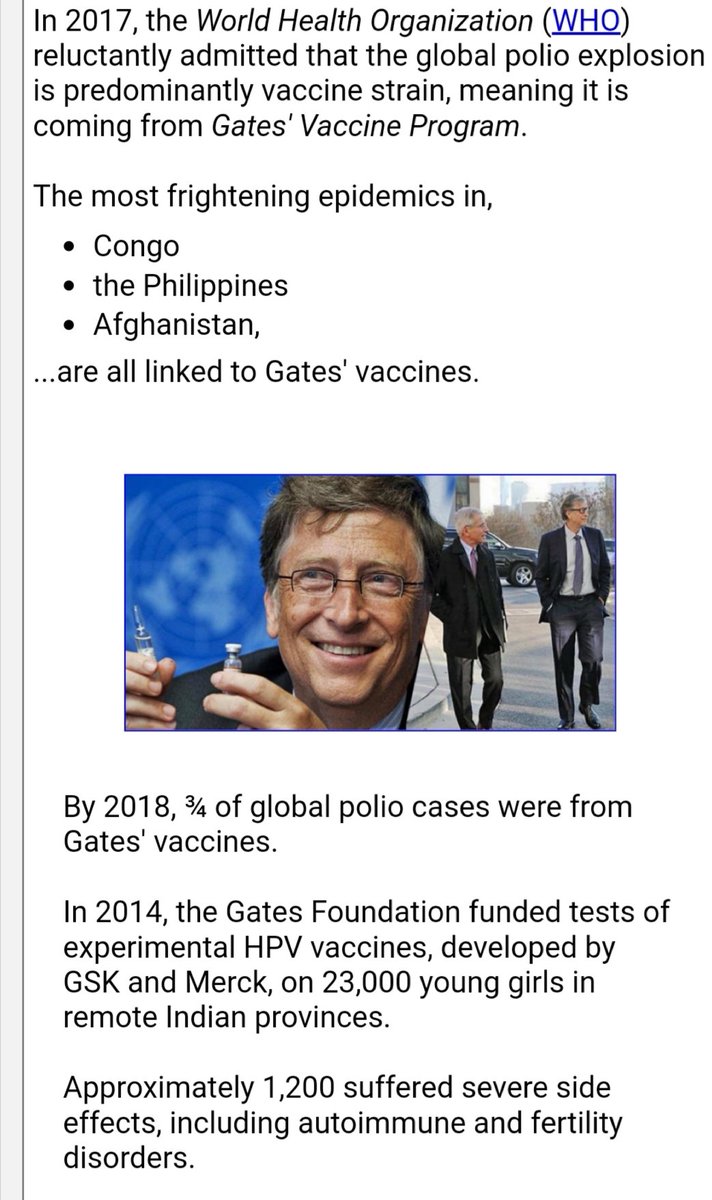 In 2017, the World Health Organization (WHO)
reluctantly admitted that the global polio explosion
is predominantly vaccine strain, meaning it is
coming from Gates' Vaccine Program.
The most frightening epidemics in,
• Congo
• the Philippines
• Afghanistan,
...are all linked to Gates' vaccines.
By 2018, ¾ of global polio cases were from
Gates' vaccines.
In 2014, the Gates Foundation funded tests of
experimental HPV vaccines, developed by
GSK and Merck, on 23,000 young girls in
remote Indian provinces.
Approximately 1,200 suffered severe side
effects, including autoimmune and fertility
disorders.